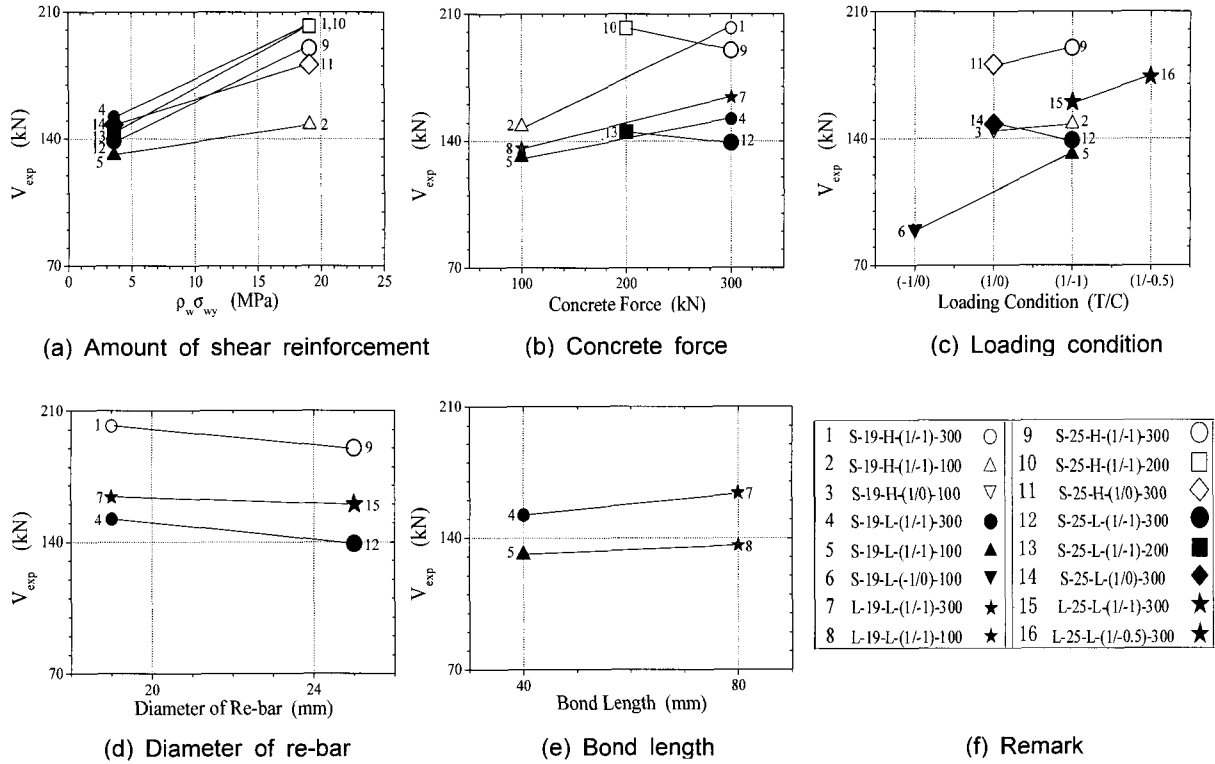 210
140
70
V_exp (kN)
4
14
13
12
5
1,10
9
11
2
0 5 10 15 20 25
ρ_w σ_wy (MPa)
(a) Amount of shear reinforcement
210
140
70
V_exp (kN)
10
1
9
2
7
4
8
5
13
12
100 200 300
Concrete Force (kN)
(b) Concrete force
210
140
70
V_exp (kN)
11
9
16
15
14
2
3
12
5
6
(-1/0) (1/0) (1/-1) (1/-0.5)
Loading Condition (T/C)
(c) Loading condition
210
140
70
V_exp (kN)
1
9
7
15
4
12
20 24
Diameter of Re-bar (mm)
(d) Diameter of re-bar
210
140
70
V_exp (kN)
4
7
5
8
40 80
Bond Length (mm)
(e) Bond length
1 S-19-H-(1/-1)-300
2 S-19-H-(1/-1)-100
3 S-19-H-(1/0)-100
4 S-19-L-(1/-1)-300
5 S-19-L-(1/-1)-100
6 S-19-L-(-1/0)-100
7 L-19-L-(1/-1)-300
8 L-19-L-(1/-1)-100
9 S-25-H-(1/-1)-300
10 S-25-H-(1/-1)-200
11 S-25-H-(1/0)-300
12 S-25-L-(1/-1)-300
13 S-25-L-(1/-1)-200
14 S-25-L-(1/0)-300
15 L-25-L-(1/-1)-300
16 L-25-L-(1/-0.5)-300
(f) Remark